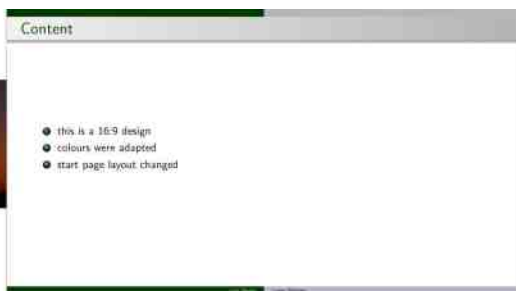 Content
this is a 16:9 design
colours were adapted
start page layout changed